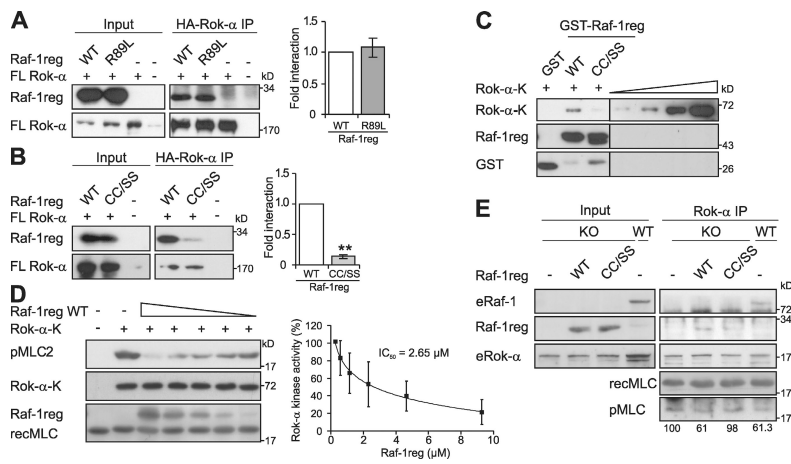 A
Input
HA-Rok-α IP
Raf-1reg WT R89L - - WT R89L - -
FL Rok-α + + + - + + + - kD
Raf-1reg
34
FL Rok-α
170
Fold interaction
1.5
1.0
0.5
0
WT R89L
Raf-1reg
B
Input
HA-Rok-α IP
Raf-1reg WT CC/SS - WT CC/SS -
FL Rok-α + + - + + - kD
Raf-1reg
34
FL Rok-α
170
Fold interaction
1.5
1.0
0.5
0
**
WT CC/SS
Raf-1reg
C
GST-Raf-1reg
GST WT CC/SS
Rok-α-K + + +
kD
Rok-α-K
72
Raf-1reg
43
GST
26
D
Raf-1reg WT - -
Rok-α-K - + + + + + +
kD
pMLC2
17
Rok-α-K
72
Raf-1reg
recMLC
17
Rok-α kinase activity (%)
120
100
80
60
40
20
0
IC50 = 2.65 µM
0 2 4 6 8 10
Raf-1reg (µM)
E
Input
Rok-α IP
KO WT KO WT
Raf-1reg - WT CC/SS - - WT CC/SS -
kD
eRaf-1
72
Raf-1reg
34
eRok-α
170
recMLC
17
pMLC
17
100 61 98 61.3